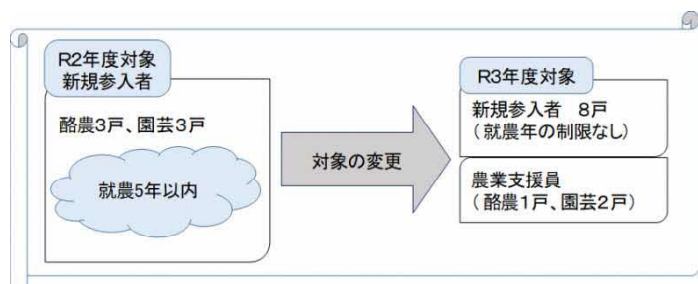 R2年度対象
新規参入者
酪農3戸、園芸3戸
就農5年以内
対象の変更
R3年度対象
新規参入者 8戸
(就農年の制限なし)
農業支援員
(酪農1戸、園芸2戸)